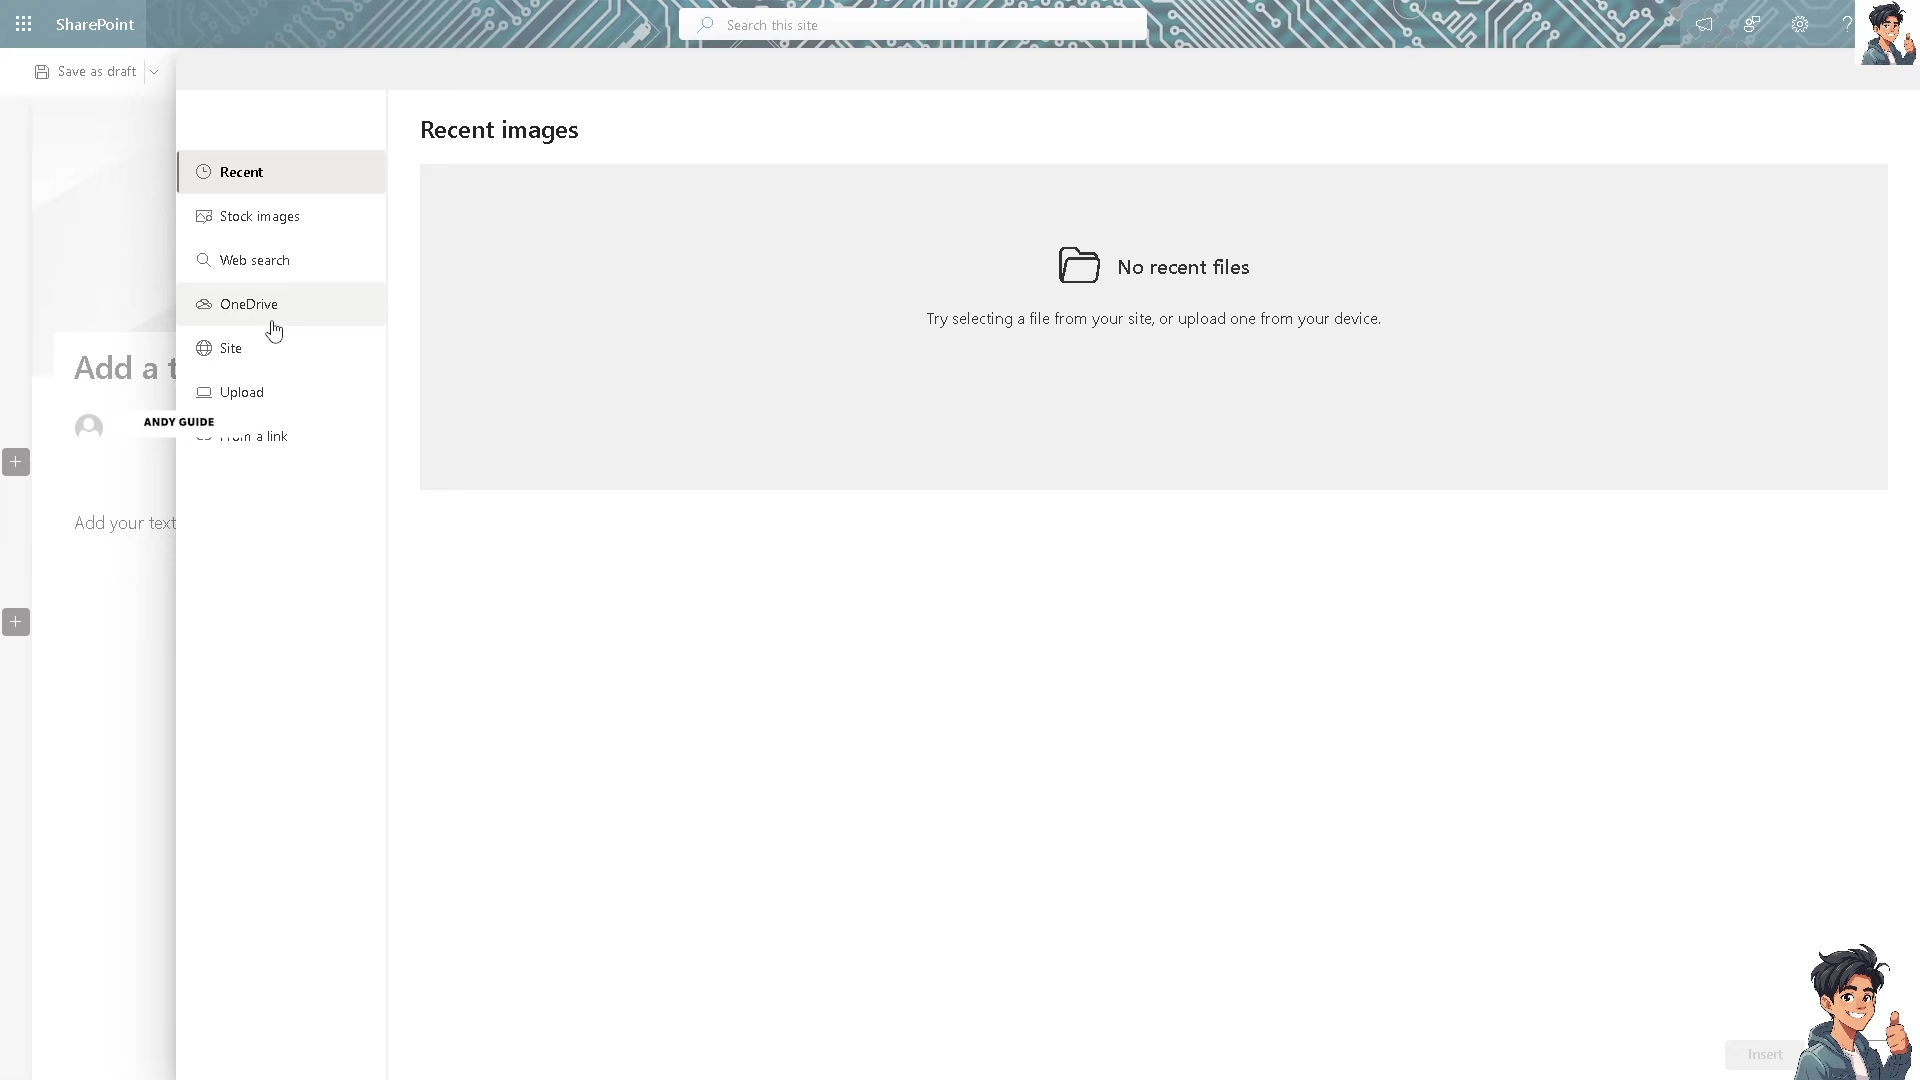 SharePoint
Search this site
?
Save as draft
Recent images
Recent
Stock images
No recent files
Web search
OneDrive
Try selecting a file from your site, or upload one from your device.
Site
Add a t
Upload
ANDY GUIDE
From a link
Add your text
Insert